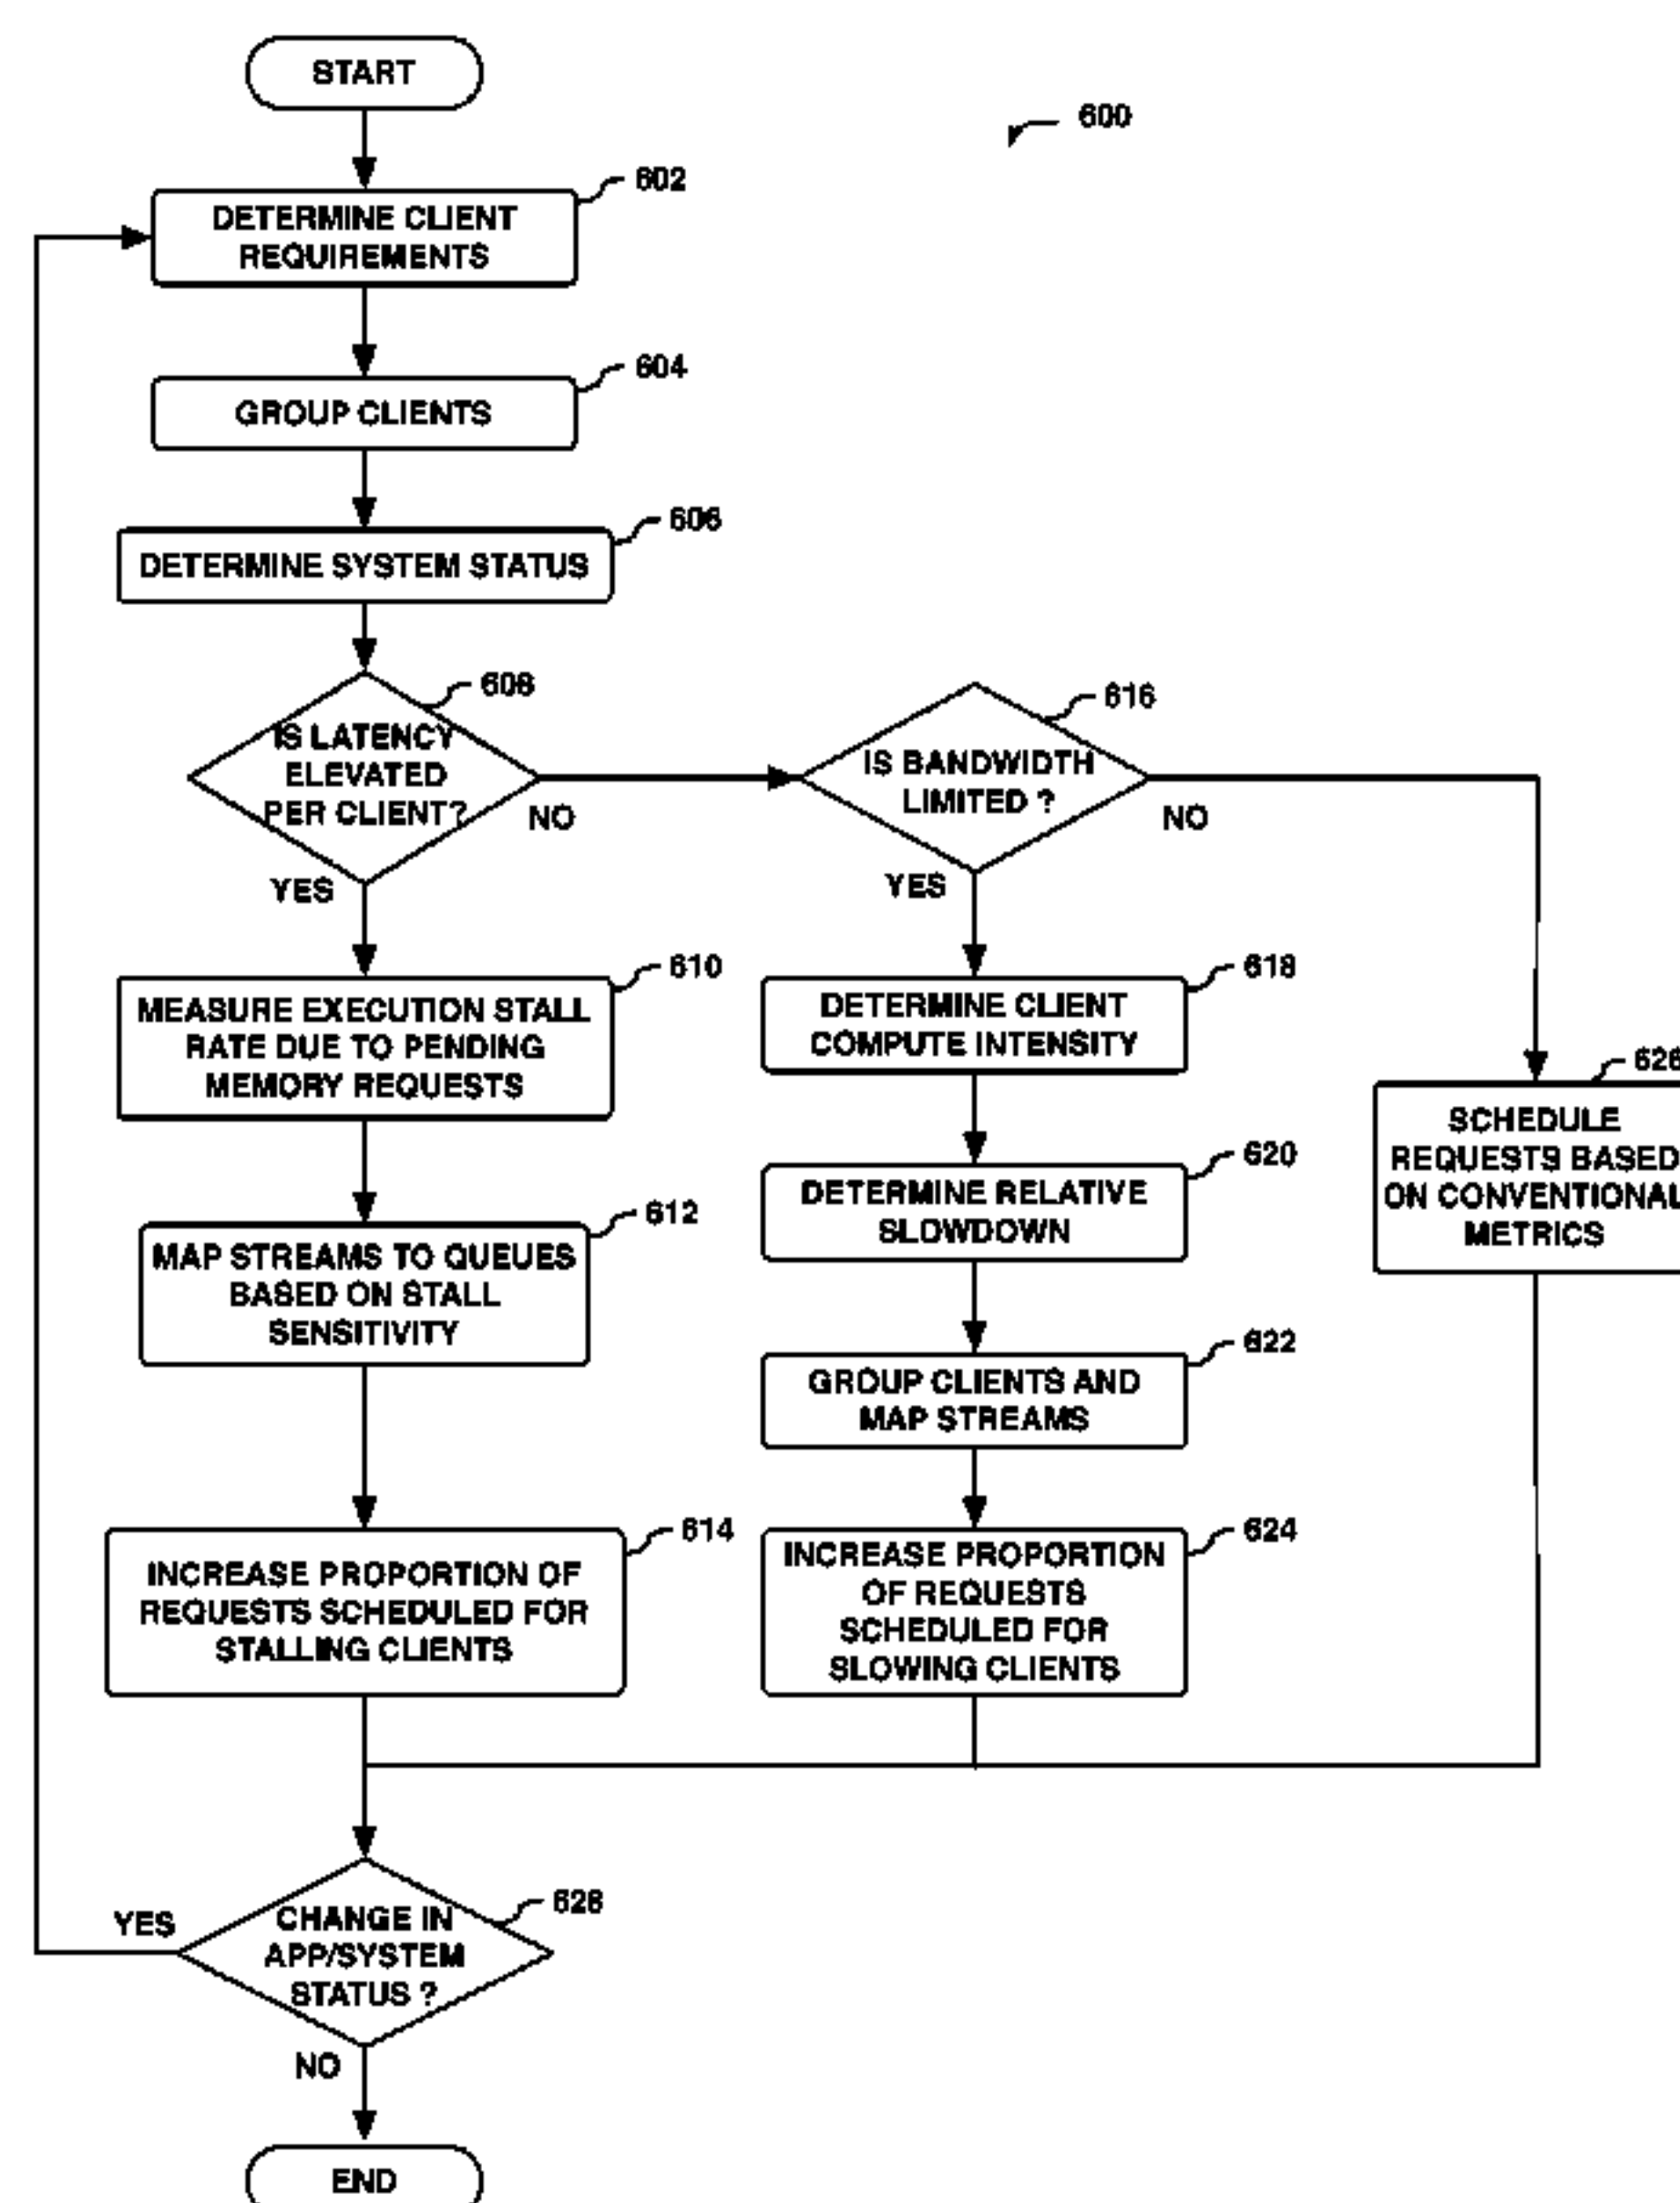 START
600
602
DETERMINE CLIENT
REQUIREMENTS
604
GROUP CLIENTS
606
DETERMINE SYSTEM STATUS
608
IS LATENCY
ELEVATED
PER CLIENT?
NO
YES
616
IS BANDWIDTH
LIMITED ?
NO
YES
610
MEASURE EXECUTION STALL
RATE DUE TO PENDING
MEMORY REQUESTS
618
DETERMINE CLIENT
COMPUTE INTENSITY
626
SCHEDULE
REQUESTS BASED
ON CONVENTIONAL
METRICS
620
DETERMINE RELATIVE
SLOWDOWN
612
MAP STREAMS TO QUEUES
BASED ON STALL
SENSITIVITY
622
GROUP CLIENTS AND
MAP STREAMS
614
INCREASE PROPORTION OF
REQUESTS SCHEDULED FOR
STALLING CLIENTS
624
INCREASE PROPORTION
OF REQUESTS
SCHEDULED FOR
SLOWING CLIENTS
628
CHANGE IN
APP/SYSTEM
STATUS ?
YES
NO
END